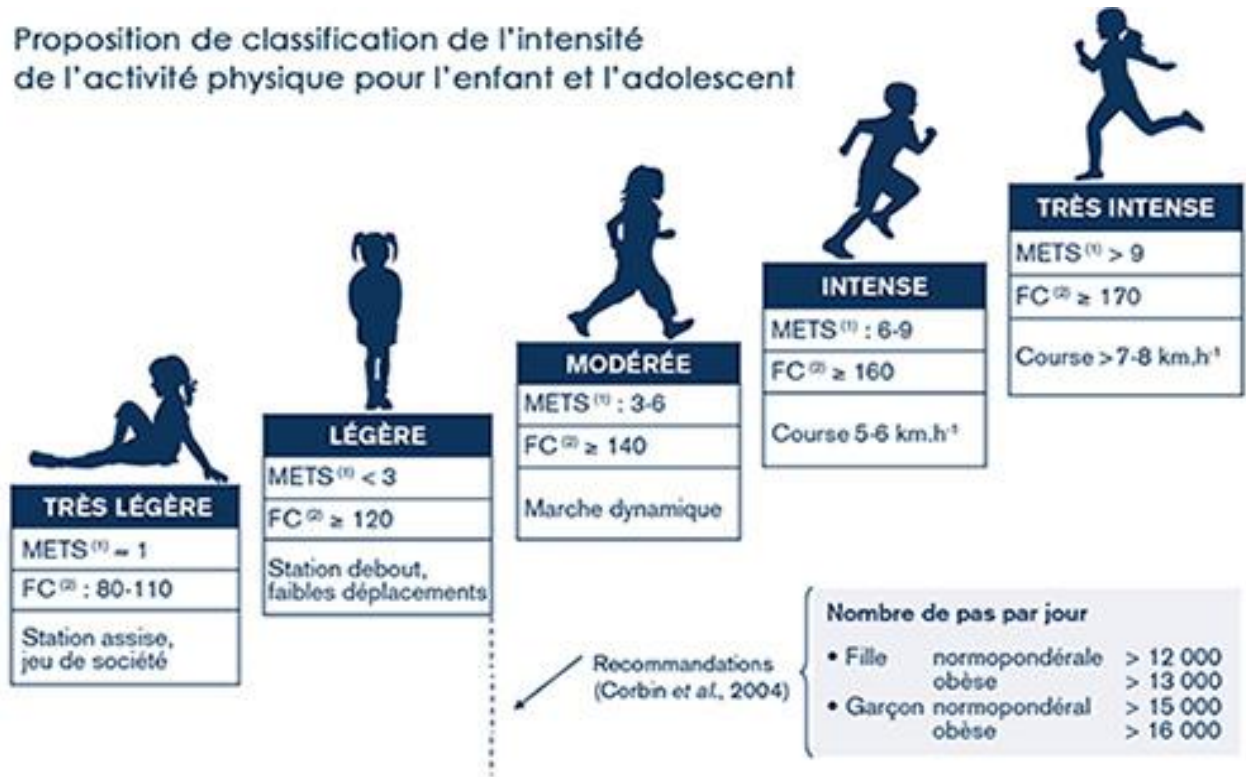 Proposition de classification de l'intensité
de l'activité physique pour l'enfant et l'adolescent
TRÈS LÉGÈRE
METS (1) ≈ 1
FC (2) : 80-110
Station assise,
jeu de société
LÉGÈRE
METS (1) < 3
FC (2) ≥ 120
Station debout,
faibles déplacements
MODÉRÉE
METS (1) : 3-6
FC (2) ≥ 140
Marche dynamique
INTENSE
METS (1) : 6-9
FC (2) ≥ 160
Course 5-6 km.h-1
TRÈS INTENSE
METS (1) > 9
FC (2) ≥ 170
Course > 7-8 km.h-1
Recommandations
(Corbin et al., 2004)
Nombre de pas par jour
• Fille normopondérale > 12 000
obèse > 13 000
• Garçon normopondéral > 15 000
obèse > 16 000